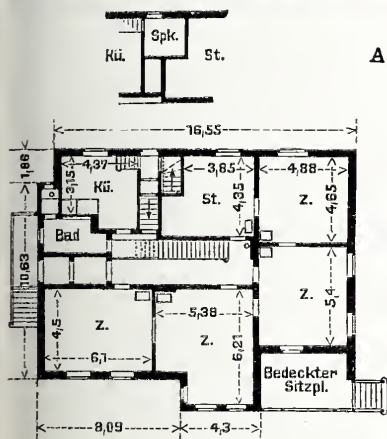 Spk.
Kü.
St.
A
16,55
1,86
4,37
3,15
Kü.
3,85
4,35
St.
4,88
4,65
Z.
Bad
10,63
4,5
Z.
6,1
5,38
Z.
6,21
Z.
5,4
Bedeckter
Sitzpl.
8,09
4,3